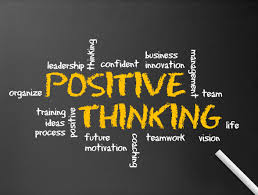 thinking
business
leadership
confident
innovation
management
POSITIVE
organize
team
THINKING
training
ideas
process
positive
life
future
motivation
coaching
teamwork
vision